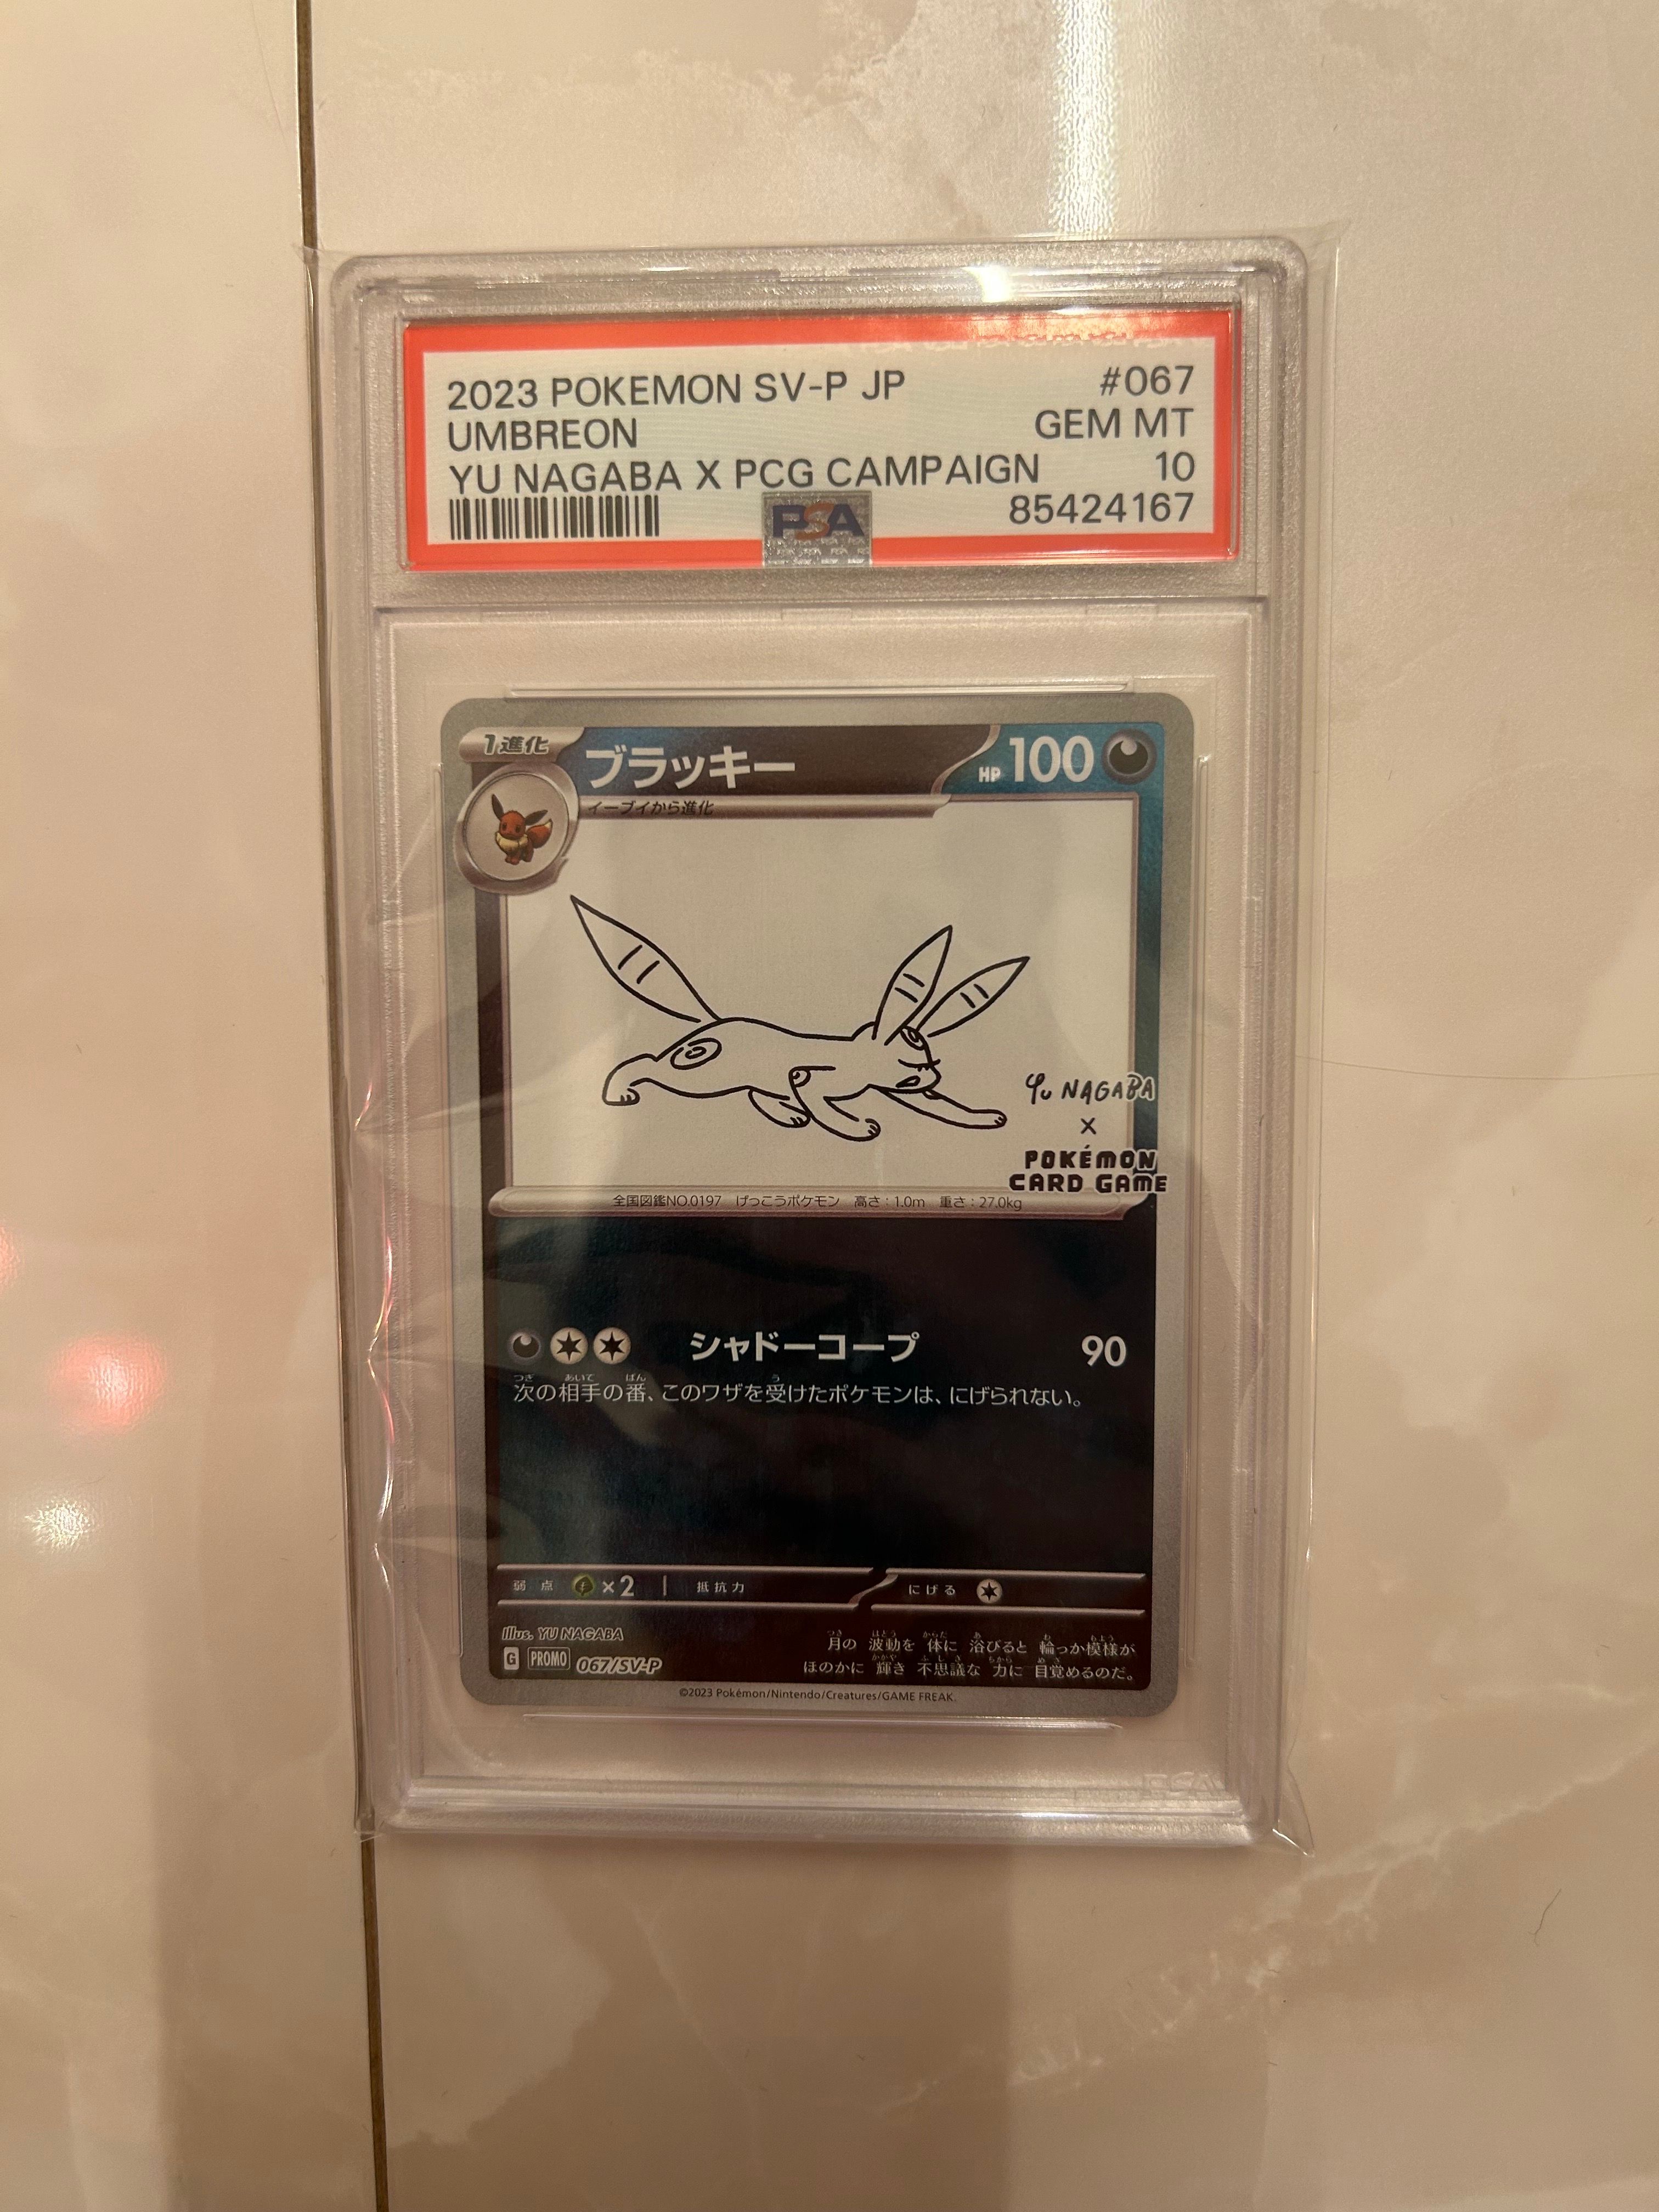 2023 POKEMON SV-P JP #067
UMBREON GEM MT
YU NAGABA X PCG CAMPAIGN 10
PSA 85424167
1進化 ブラッキー HP 100
イーブイから進化
Yu NAGABA
X
POKÉMON
CARD GAME
全国図鑑NO.0197 げっこうポケモン 高さ:1.0m 重さ:27.0kg
シャドーコープ 90
次の相手の番、このワザを受けたポケモンは、にげられない。
弱点 ×2 抵抗力 にげる
Illus. YU NAGABA
月の 波動を 体に 浴びると 輪っか模様が
G PROMO 067/SV-P
ほのかに 輝き 不思議な 力に 目覚めるのだ。
©2023 Pokémon/Nintendo/Creatures/GAME FREAK.
PSA